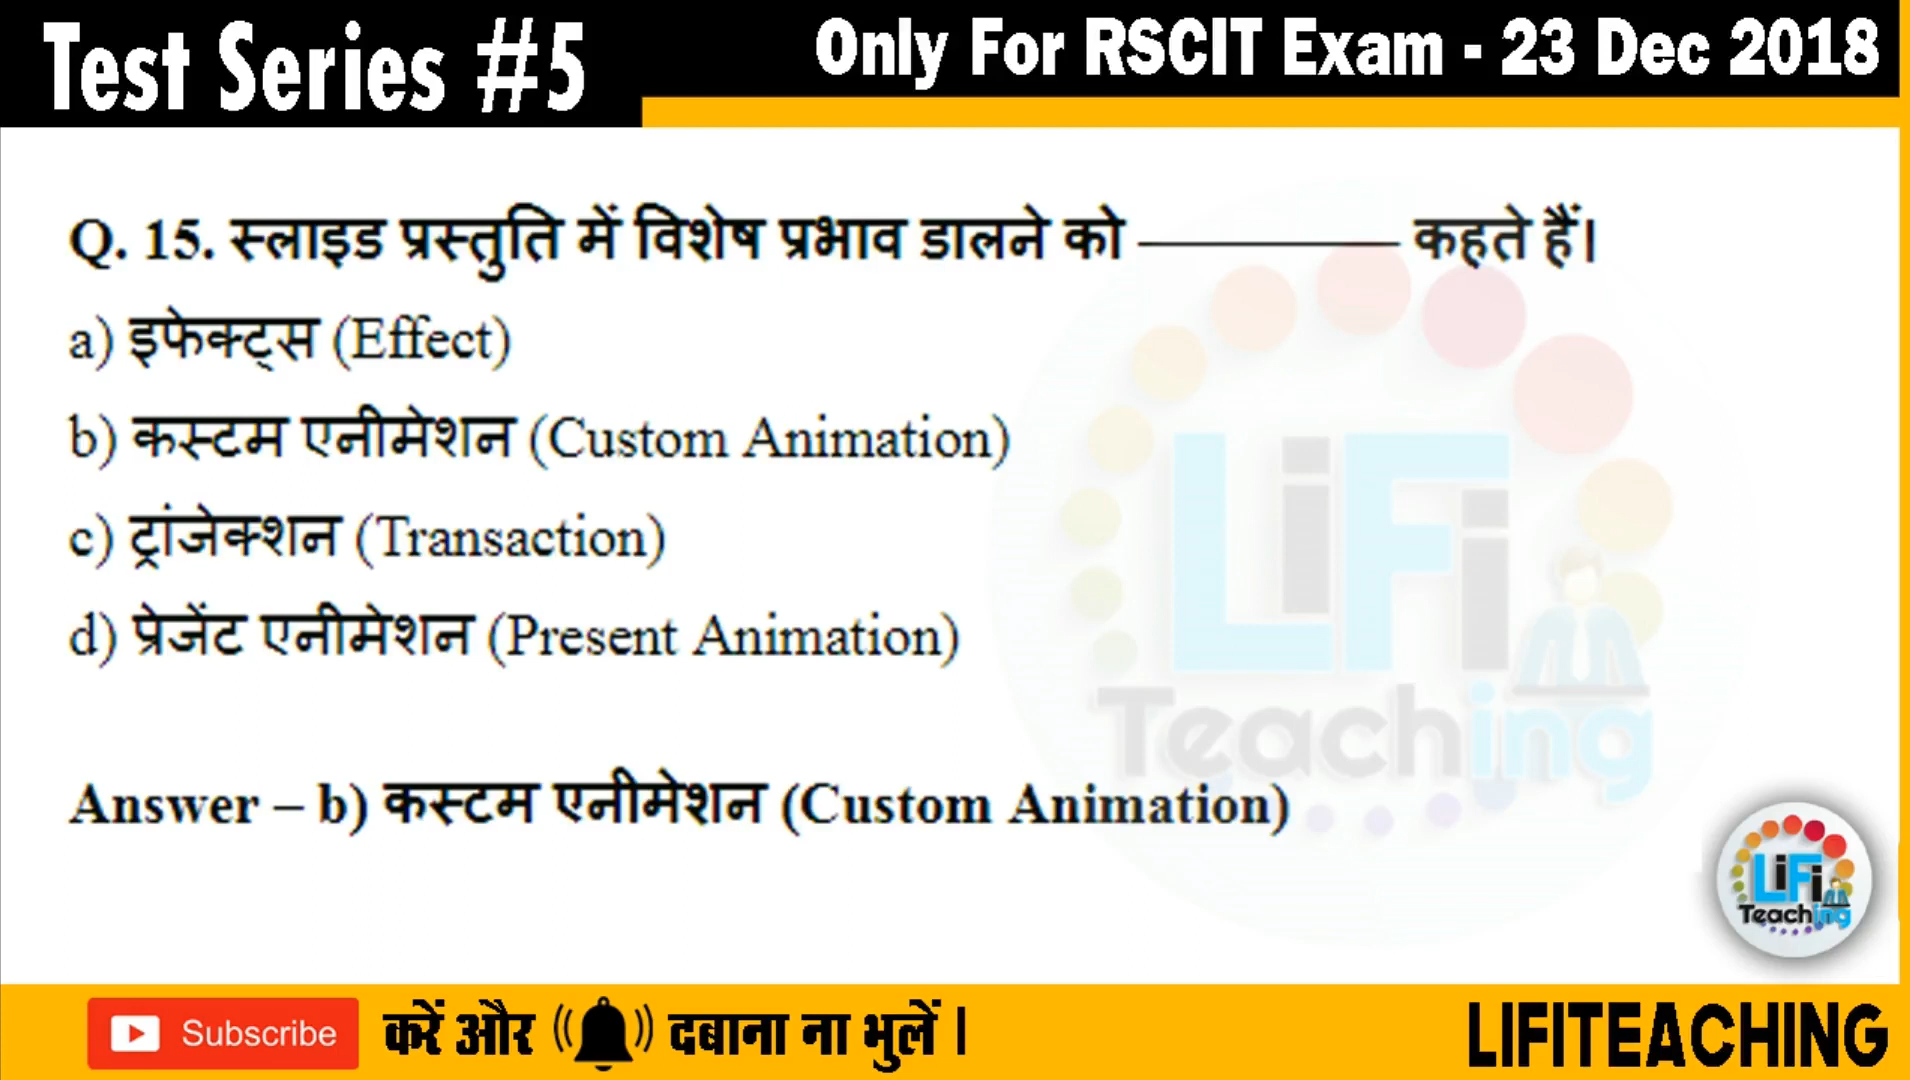 Test Series #5
Only For RSCIT Exam - 23 Dec 2018
Q. 15. स्लाइड प्रस्तुति में विशेष प्रभाव डालने को ————— कहते हैं।
a) इफेक्ट्स (Effect)
b) कस्टम एनीमेशन (Custom Animation)
c) ट्रांजेक्शन (Transaction)
d) प्रेजेंट एनीमेशन (Present Animation)
Answer – b) कस्टम एनीमेशन (Custom Animation)
LiFi
Teaching
LiFi
Teaching
Subscribe करें और दबाना ना भुलें।
LIFITEACHING